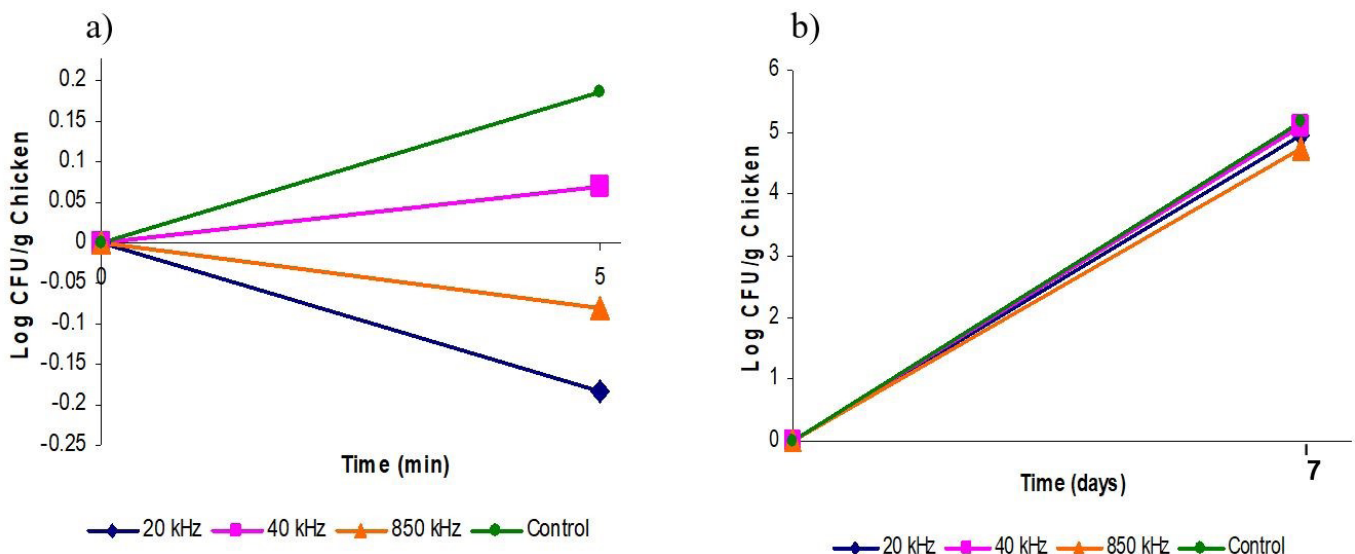 a)
Log CFU/g Chicken
0.2
0.15
0.1
0.05
0
-0.05
-0.1
-0.15
-0.2
-0.25
0
5
Time (min)
20 kHz 40 kHz 850 kHz Control
b)
Log CFU/g Chicken
6
5
4
3
2
1
0
7
Time (days)
20 kHz 40 kHz 850 kHz Control